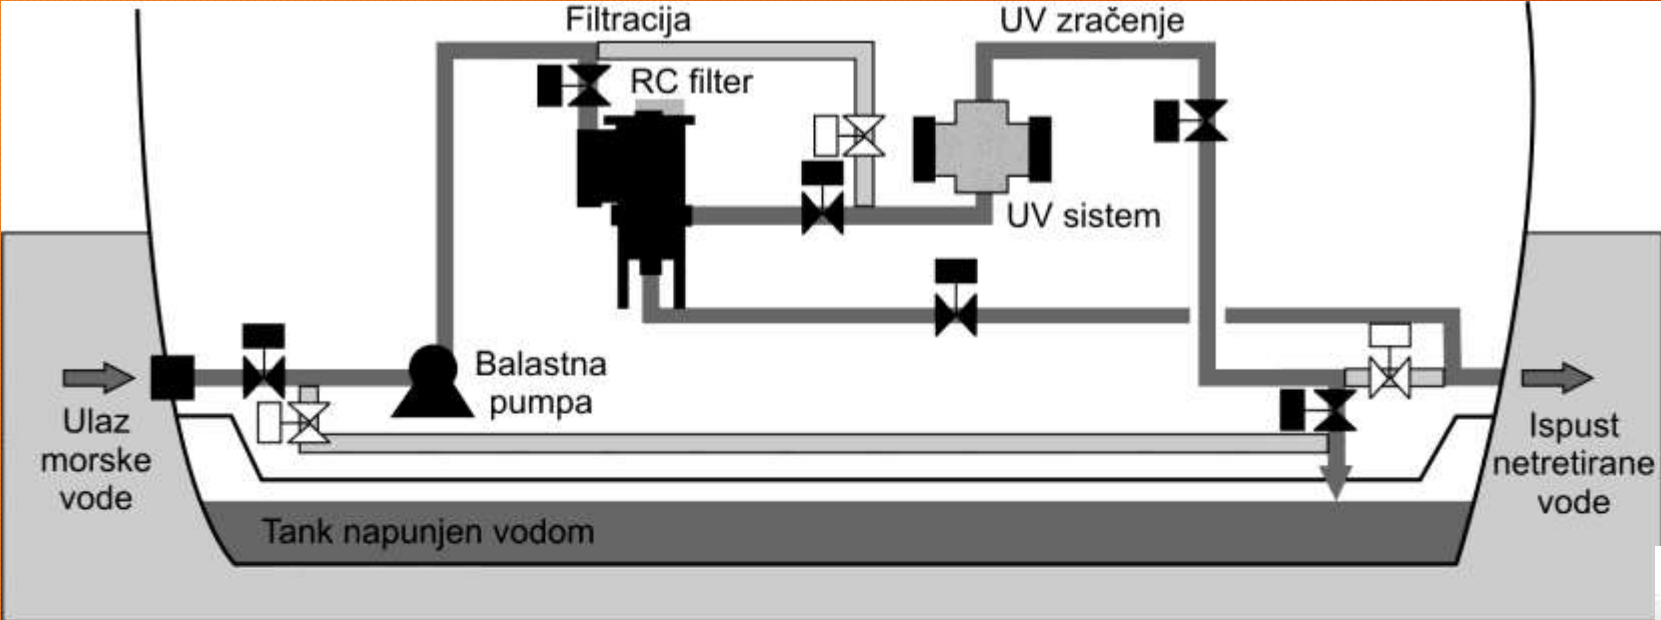 Filtracija
UV zračenje
RC filter
UV sistem
Balastna
pumpa
Ulaz
morske
vode
Ispust
netretirane
vode
Tank napunjen vodom